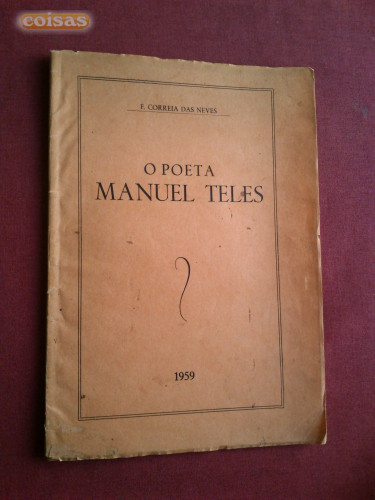 coisas
F. CORREIA DAS NEVES
O POETA
MANUEL TELES
1959